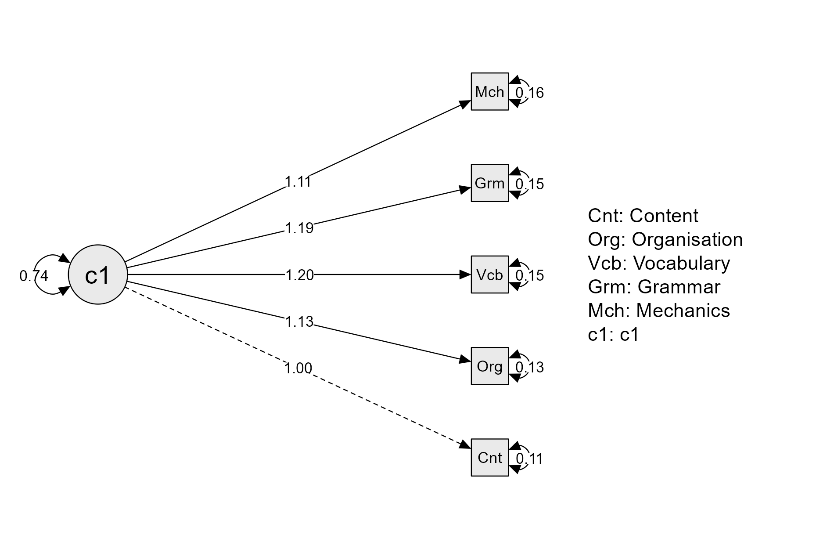 Mch
0.16
1.11
Grm
0.15
1.19
c1
0.74
1.20
Vcb
0.15
1.13
Org
0.13
1.00
Cnt
0.11
Cnt: Content
Org: Organisation
Vcb: Vocabulary
Grm: Grammar
Mch: Mechanics
c1: c1